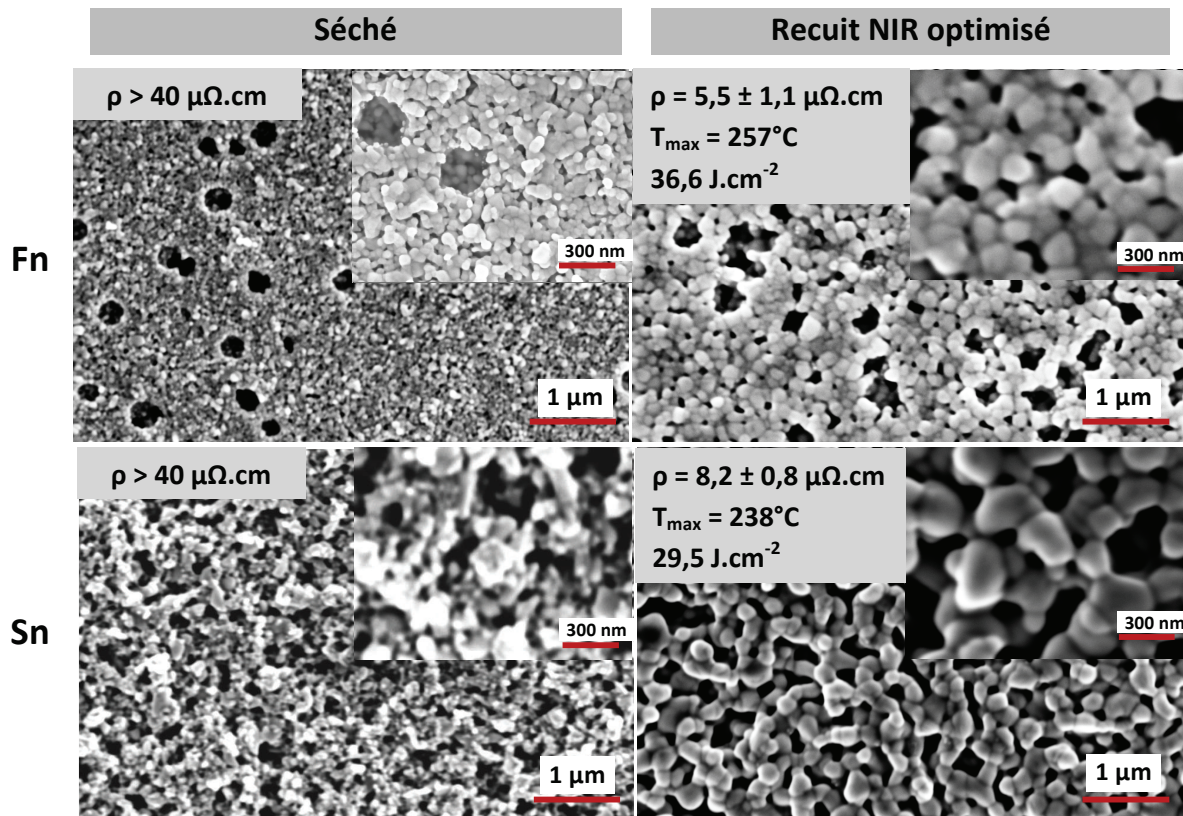 Séché
Recuit NIR optimisé
Fn
ρ > 40 µΩ.cm
300 nm
1 µm
ρ = 5,5 ± 1,1 µΩ.cm
Tmax = 257°C
36,6 J.cm-2
300 nm
1 µm
Sn
ρ > 40 µΩ.cm
300 nm
1 µm
ρ = 8,2 ± 0,8 µΩ.cm
Tmax = 238°C
29,5 J.cm-2
300 nm
1 µm